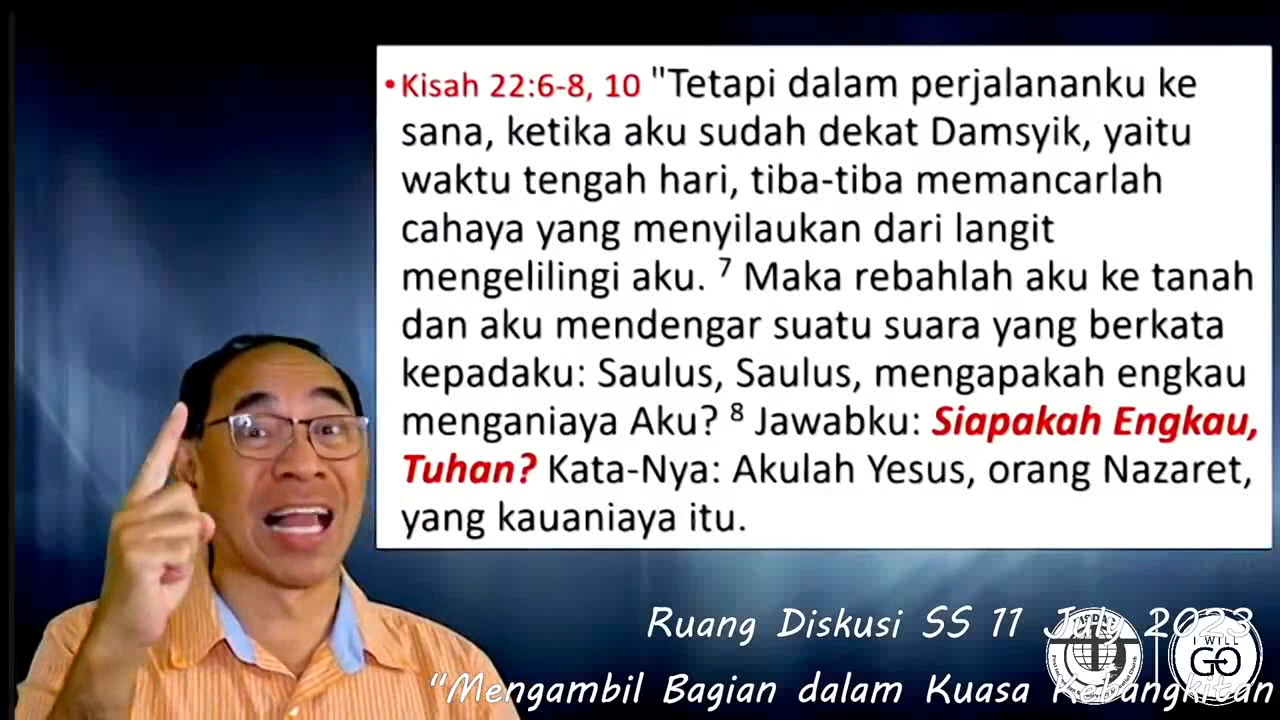 •Kisah 22:6-8, 10 "Tetapi dalam perjalananku ke
sana, ketika aku sudah dekat Damsyik, yaitu
waktu tengah hari, tiba-tiba memancarlah
cahaya yang menyilaukan dari langit
mengelilingi aku. ⁷ Maka rebahlah aku ke tanah
dan aku mendengar suatu suara yang berkata
kepadaku: Saulus, Saulus, mengapakah engkau
menganiaya Aku? ⁸ Jawabku: Siapakah Engkau,
Tuhan? Kata-Nya: Akulah Yesus, orang Nazaret,
yang kauaniaya itu.
Ruang Diskusi SS 11 July 2023
I WILL
GO
"Mengambil Bagian dalam Kuasa Kebangkitan